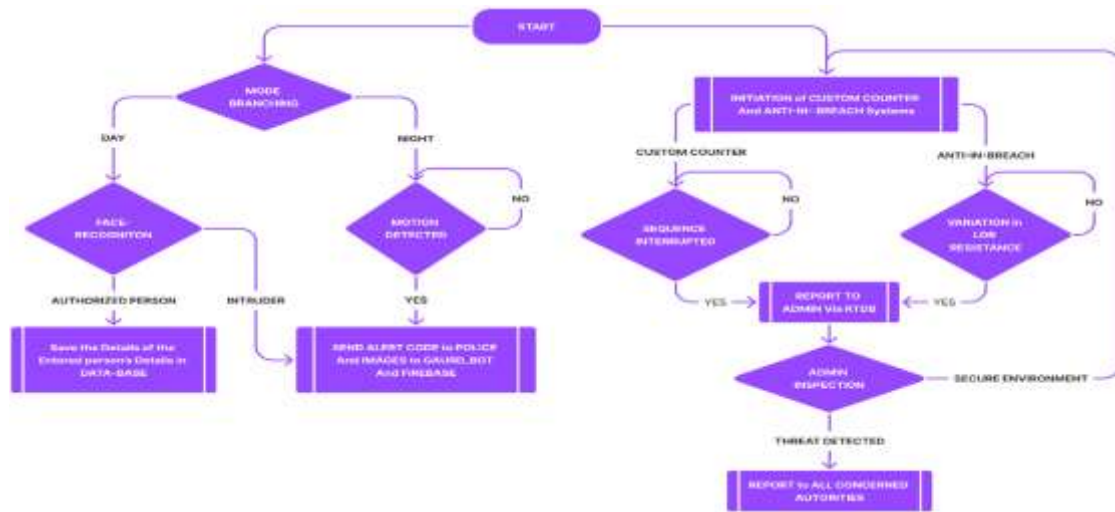 START
MODE
BRANCHING
INITIATION of CUSTOM COUNTER
And ANTI-IN- BREACH Systems
DAY
NIGHT
CUSTOM COUNTER
ANTI-IN-BREACH
NO
NO
NO
FACE-
RECOGNITON
MOTION
DETECTED
SEQUENCE
INTERRUPTED
VARIATION in
LDR
RESISTANCE
AUTHORIZED PERSON
INTRUDER
YES
YES
REPORT TO
ADMIN Via RTDB
YES
Save the Details of the
Entered person's Details in
DATA-BASE
SEND ALERT CODE to POLICE
And IMAGES to GAURD_BOT
And FIREBASE
ADMIN
INSPECTION
SECURE ENVIRONMENT
THREAT DETECTED
REPORT to ALL CONCERNED
AUTORITIES